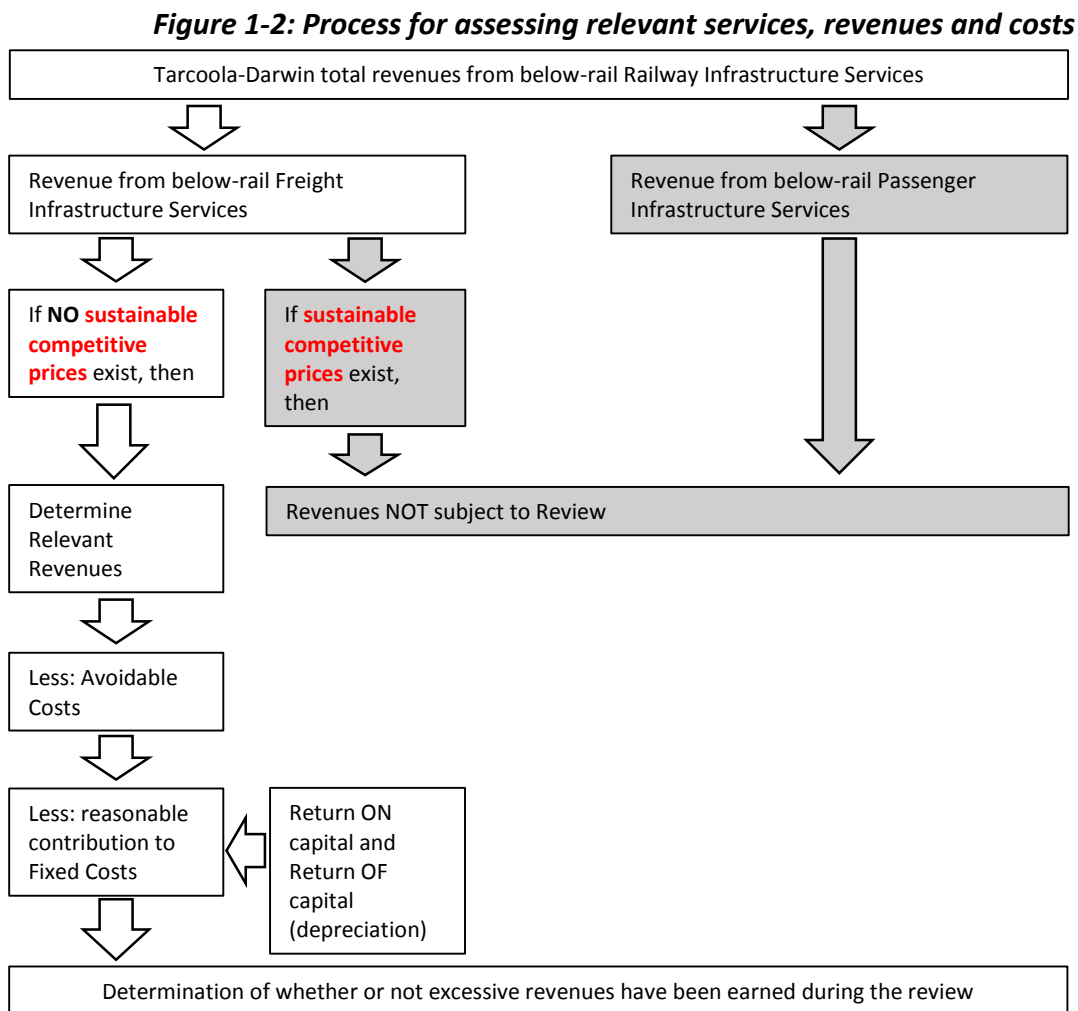 Figure 1-2: Process for assessing relevant services, revenues and costs
Tarcoola-Darwin total revenues from below-rail Railway Infrastructure Services
Revenue from below-rail Freight
Infrastructure Services
Revenue from below-rail Passenger
Infrastructure Services
If NO sustainable
competitive
prices exist, then
If sustainable
competitive
prices exist,
then
Determine
Relevant
Revenues
Revenues NOT subject to Review
Less: Avoidable
Costs
Less: reasonable
contribution to
Fixed Costs
Return ON
capital and
Return OF
capital
(depreciation)
Determination of whether or not excessive revenues have been earned during the review